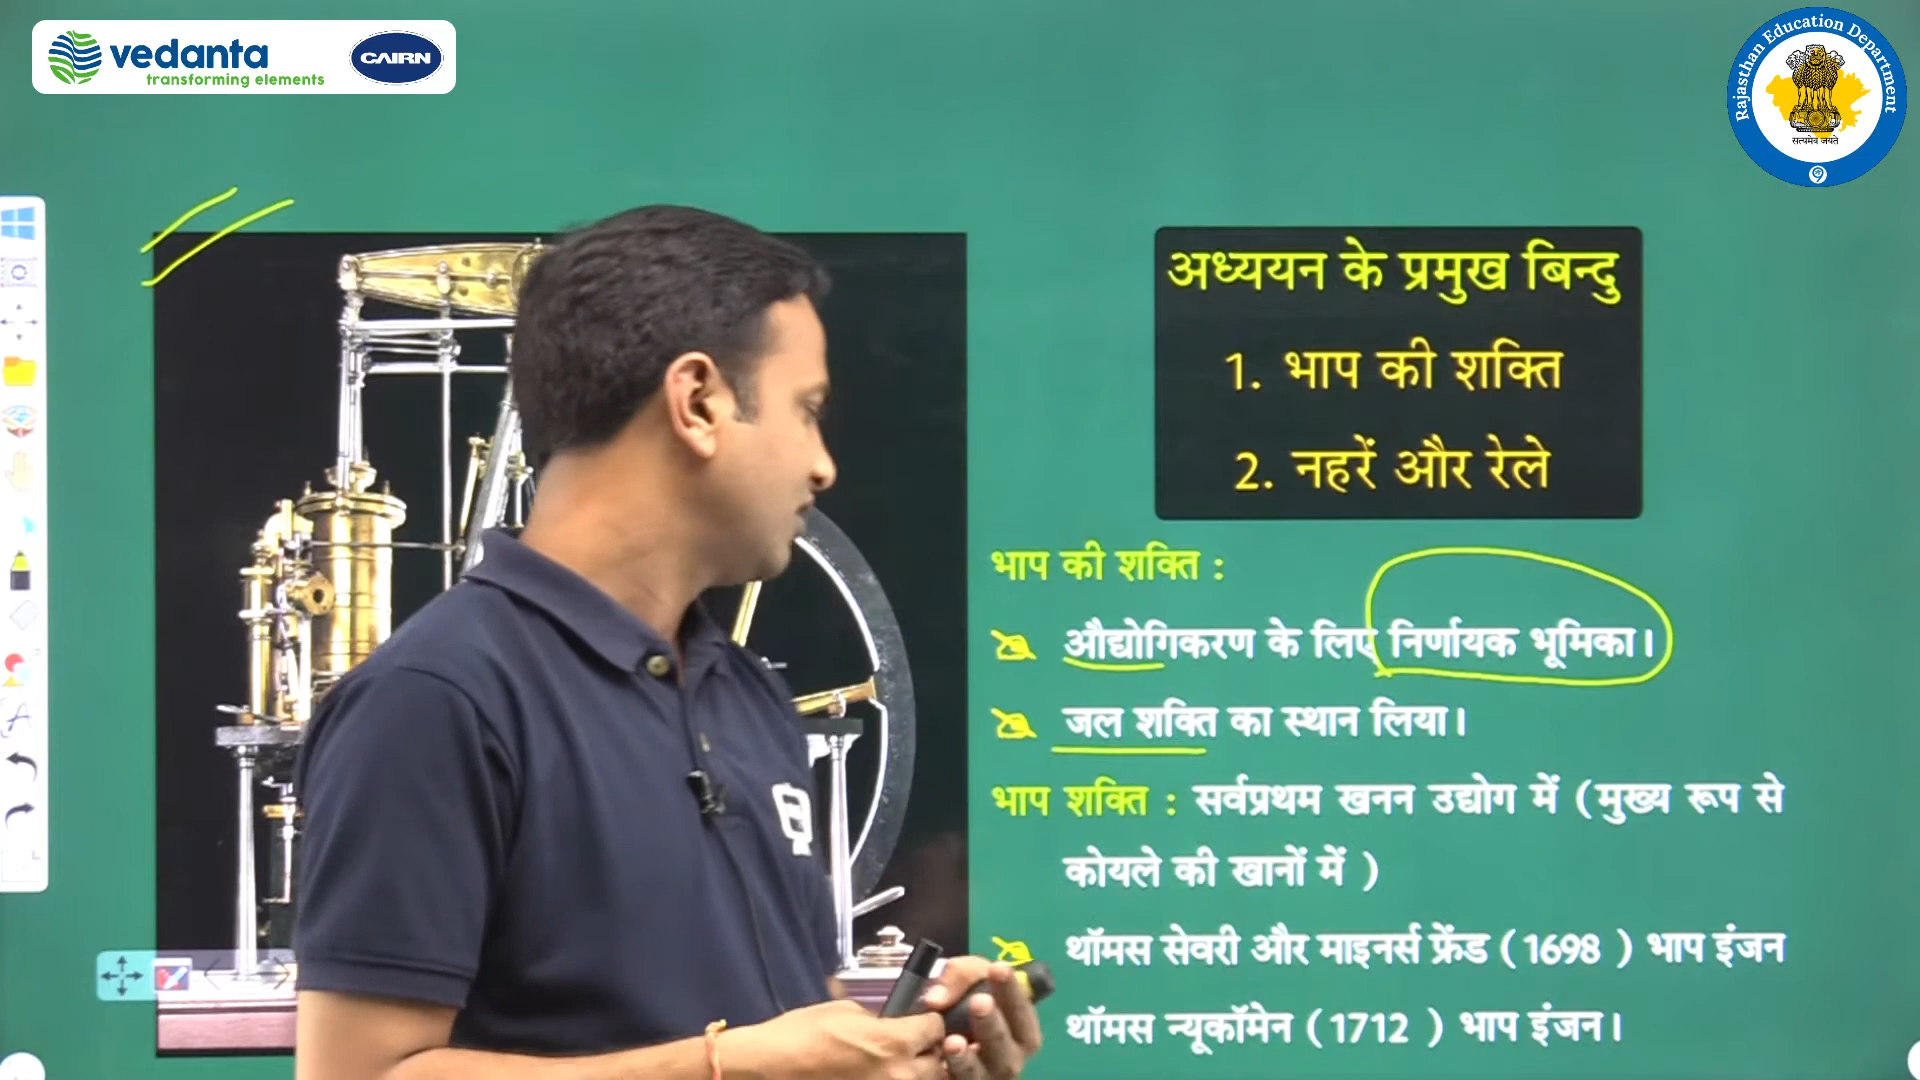 vedanta
transforming elements
CAIRN
Rajasthan Education Department
सत्यमेव जयते
अध्ययन के प्रमुख बिन्दु
1. भाप की शक्ति
2. नहरें और रेले
भाप की शक्ति :
औद्योगिकरण के लिए निर्णायक भूमिका।
जल शक्ति का स्थान लिया।
भाप शक्ति : सर्वप्रथम खनन उद्योग में (मुख्य रूप से
कोयले की खानों में )
थॉमस सेवरी और माइनर्स फ्रेंड (1698 ) भाप इंजन
थॉमस न्यूकॉमेन (1712 ) भाप इंजन।